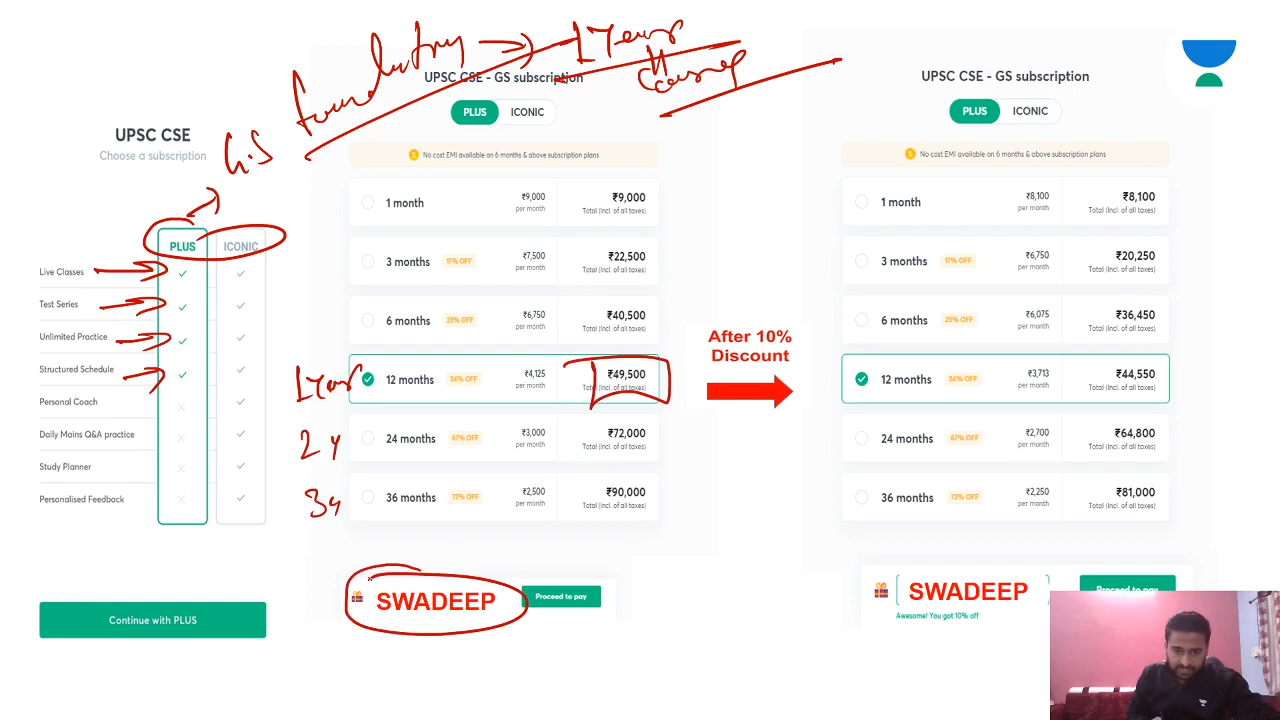 1 Year
UPSC CSE - GS subscription
PLUS
ICONIC
No cost EMI available on 6 months & above subscription plans
UPSC CSE
Choose a subscription
G.S
PLUS
ICONIC
Live Classes
Test Series
Unlimited Practice
Structured Schedule
Personal Coach
Daily Mains Q&A practice
Study Planner
Personalised Feedback
Continue with PLUS
1 month
₹9,000
per month
₹9,000
Total (Incl. of all taxes)
3 months
17% OFF
₹7,500
per month
₹22,500
Total (Incl. of all taxes)
6 months
25% OFF
₹6,750
per month
₹40,500
Total (Incl. of all taxes)
1 Year
12 months
54% OFF
₹4,125
per month
₹49,500
Total (Incl. of all taxes)
2 y
24 months
67% OFF
₹3,000
per month
₹72,000
Total (Incl. of all taxes)
3 y
36 months
72% OFF
₹2,500
per month
₹90,000
Total (Incl. of all taxes)
SWADEEP
Proceed to pay
After 10%
Discount
UPSC CSE - GS subscription
PLUS
ICONIC
No cost EMI available on 6 months & above subscription plans
1 month
₹8,100
per month
₹8,100
Total (Incl. of all taxes)
3 months
17% OFF
₹6,750
per month
₹20,250
Total (Incl. of all taxes)
6 months
25% OFF
₹6,075
per month
₹36,450
Total (Incl. of all taxes)
12 months
54% OFF
₹3,713
per month
₹44,550
Total (Incl. of all taxes)
24 months
67% OFF
₹2,700
per month
₹64,800
Total (Incl. of all taxes)
36 months
72% OFF
₹2,250
per month
₹81,000
Total (Incl. of all taxes)
SWADEEP
Proceed to pay
Awesome! You got 10% off